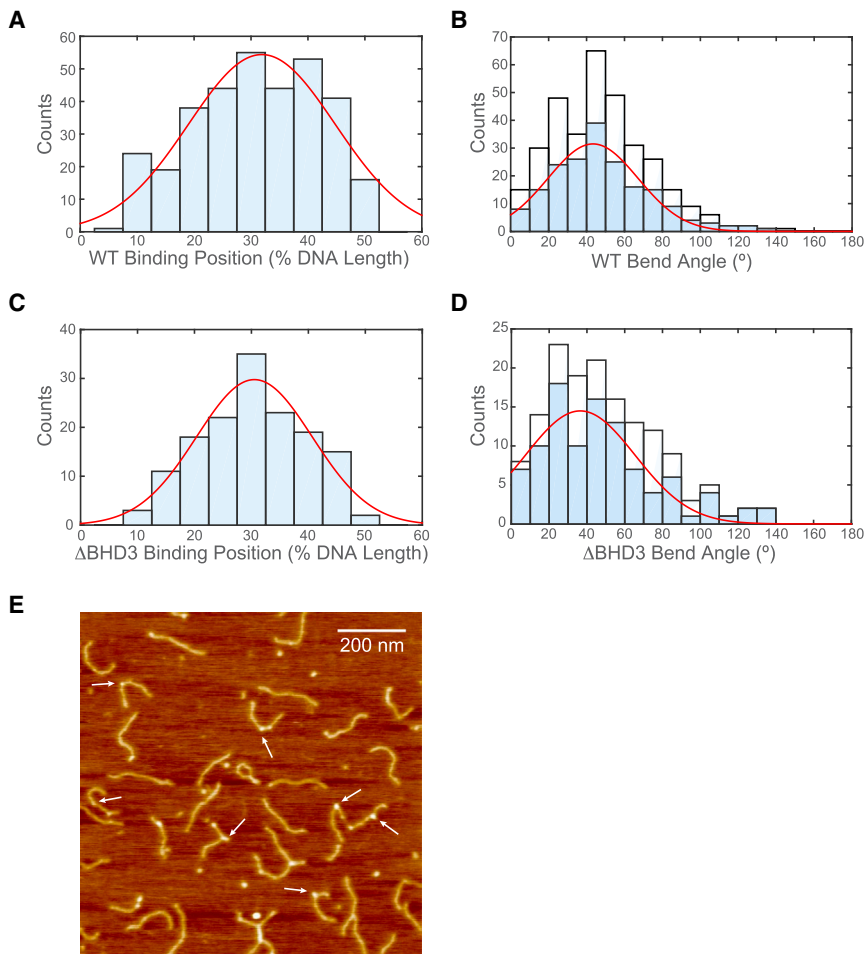 A
60
50
40
30
20
10
0
Counts
0 10 20 30 40 50 60
WT Binding Position (% DNA Length)
B
70
60
50
40
30
20
10
0
Counts
0 20 40 60 80 100 120 140 160 180
WT Bend Angle (º)
C
40
30
20
10
0
Counts
0 10 20 30 40 50 60
ΔBHD3 Binding Position (% DNA Length)
D
25
20
15
10
5
0
Counts
0 20 40 60 80 100 120 140 160 180
ΔBHD3 Bend Angle (º)
E
200 nm